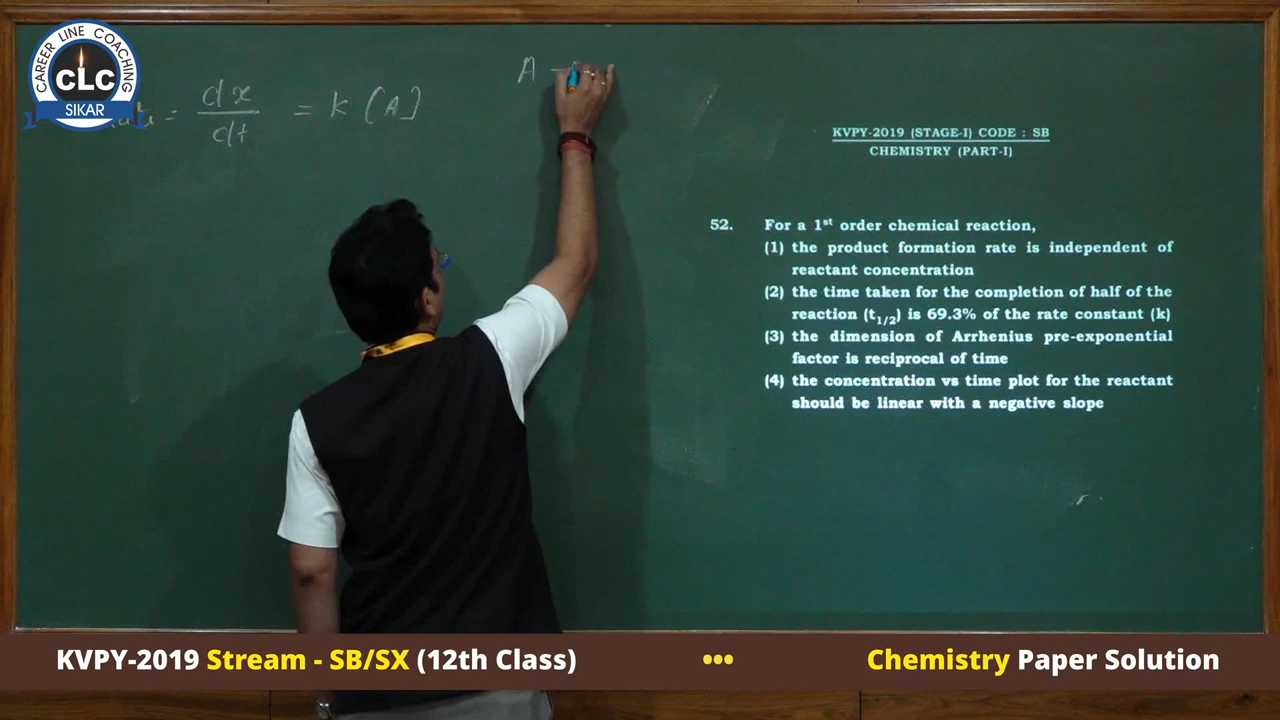 CAREER LINE COACHING
CLC
SIKAR
dx
= k [A]
dt
A
KVPY-2019 (STAGE-I) CODE : SB
CHEMISTRY (PART-I)
52. For a 1st order chemical reaction,
(1) the product formation rate is independent of
reactant concentration
(2) the time taken for the completion of half of the
reaction (t1/2) is 69.3% of the rate constant (k)
(3) the dimension of Arrhenius pre-exponential
factor is reciprocal of time
(4) the concentration vs time plot for the reactant
should be linear with a negative slope
KVPY-2019 Stream - SB/SX (12th Class) ••• Chemistry Paper Solution